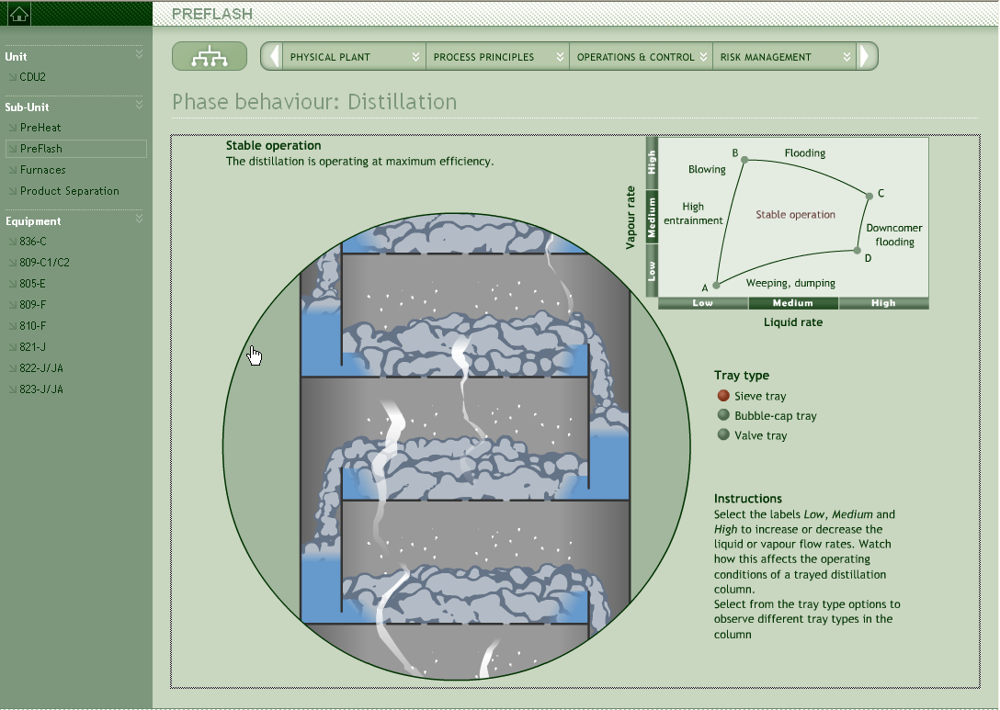 PREFLASH
Unit
CDU2
Sub-Unit
PreHeat
PreFlash
Furnaces
Product Separation
Equipment
836-C
809-C1/C2
805-E
809-F
810-F
821-J
822-J/JA
823-J/JA
PHYSICAL PLANT
PROCESS PRINCIPLES
OPERATIONS & CONTROL
RISK MANAGEMENT
Phase behaviour: Distillation
Stable operation
The distillation is operating at maximum efficiency.
Vapour rate
High
Medium
Low
B
Flooding
Blowing
C
High
entrainment
Stable operation
Downcomer
flooding
D
A
Weeping, dumping
Low
Medium
High
Liquid rate
Tray type
Sieve tray
Bubble-cap tray
Valve tray
Instructions
Select the labels Low, Medium and
High to increase or decrease the
liquid or vapour flow rates. Watch
how this affects the operating
conditions of a trayed distillation
column.
Select from the tray type options to
observe different tray types in the
column